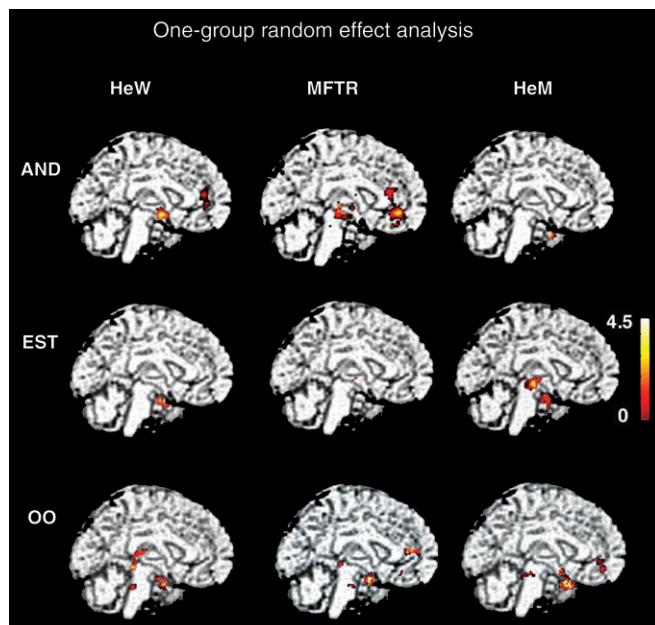 One-group random effect analysis
HeW MFTR HeM
AND
EST
4.5
0
OO